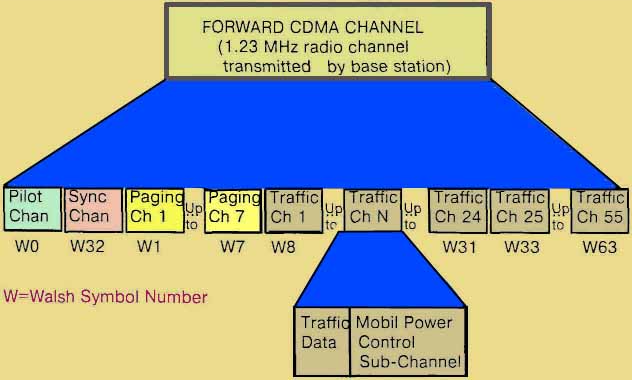 FORWARD CDMA CHANNEL
(1.23 MHz radio channel
transmitted by base station)
Pilot
Chan
Sync
Chan
Paging
Ch 1
Up
to
Paging
Ch 7
Traffic
Ch 1
Up
to
Traffic
Ch N
Up
to
Traffic
Ch 24
Traffic
Ch 25
Up
to
Traffic
Ch 55
W0 W32 W1 W7 W8 W31 W33 W63
W=Walsh Symbol Number
Traffic
Data
Mobil Power
Control
Sub-Channel